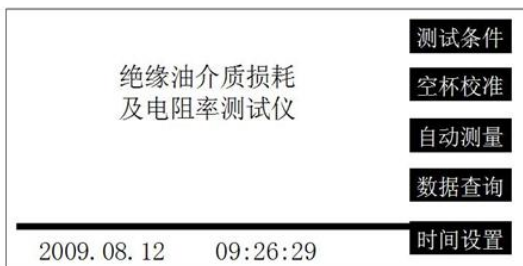 绝缘油介质损耗
及电阻率测试仪
测试条件
空杯校准
自动测量
数据查询
时间设置
2009.08.12 09:26:29